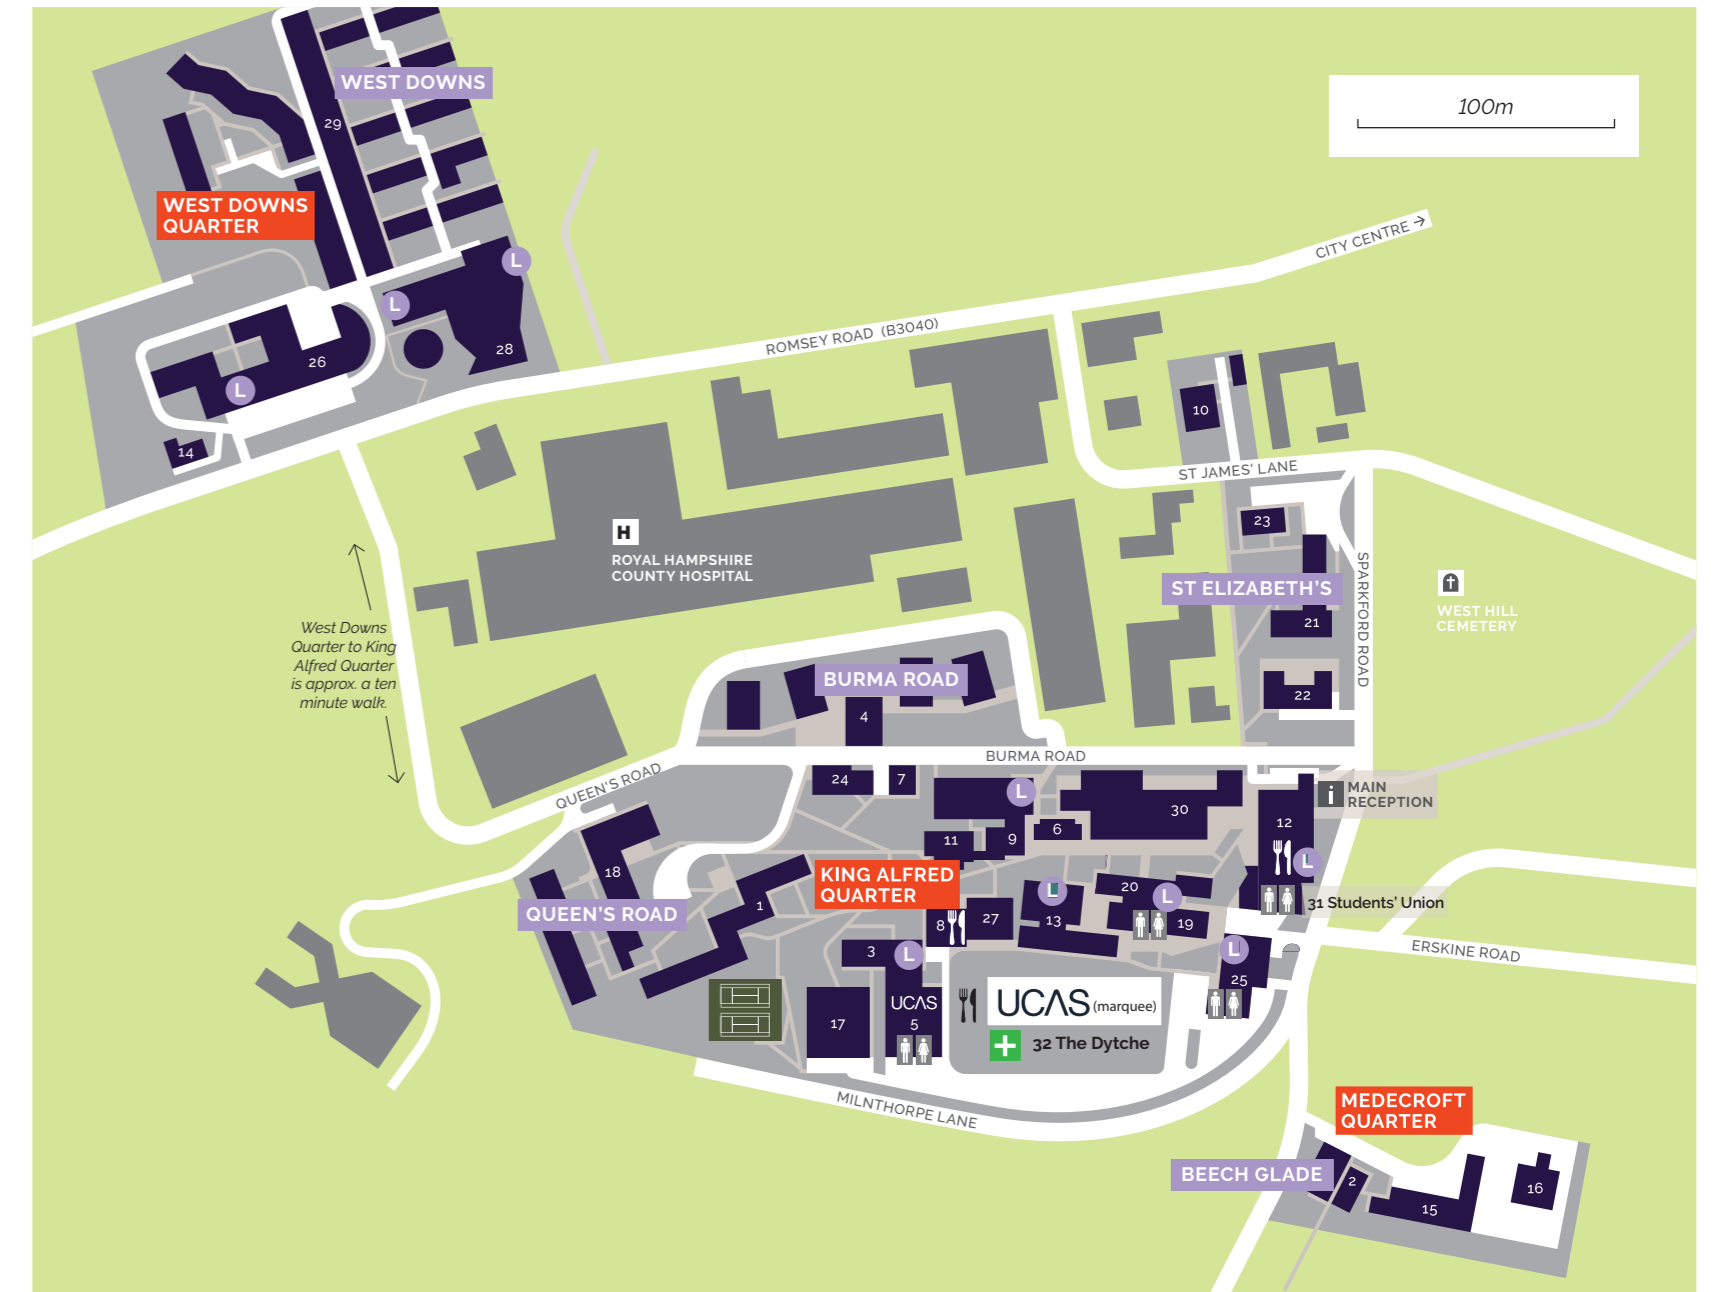 WEST DOWNS
100m
29
WEST DOWNS
QUARTER
CITY CENTRE →
L
L
ROMSEY ROAD (B3040)
28
26
L
10
14
ST JAMES' LANE
23
H
ROYAL HAMPSHIRE
COUNTY HOSPITAL
SPARKFORD ROAD
ST ELIZABETH'S
WEST HILL
CEMETERY
21
West Downs
Quarter to King
Alfred Quarter
is approx. a ten
minute walk.
BURMA ROAD
22
4
BURMA ROAD
QUEEN'S ROAD
24
7
L
i
MAIN
RECEPTION
30
12
6
11
9
L
18
KING ALFRED
QUARTER
20
L
L
1
31 Students' Union
QUEEN'S ROAD
8
27
13
19
3
L
L
ERSKINE ROAD
25
UCAS
5
17
UCAS (marquee)
32 The Dytche
MILNTHORPE LANE
MEDECROFT
QUARTER
BEECH GLADE
2
16
15